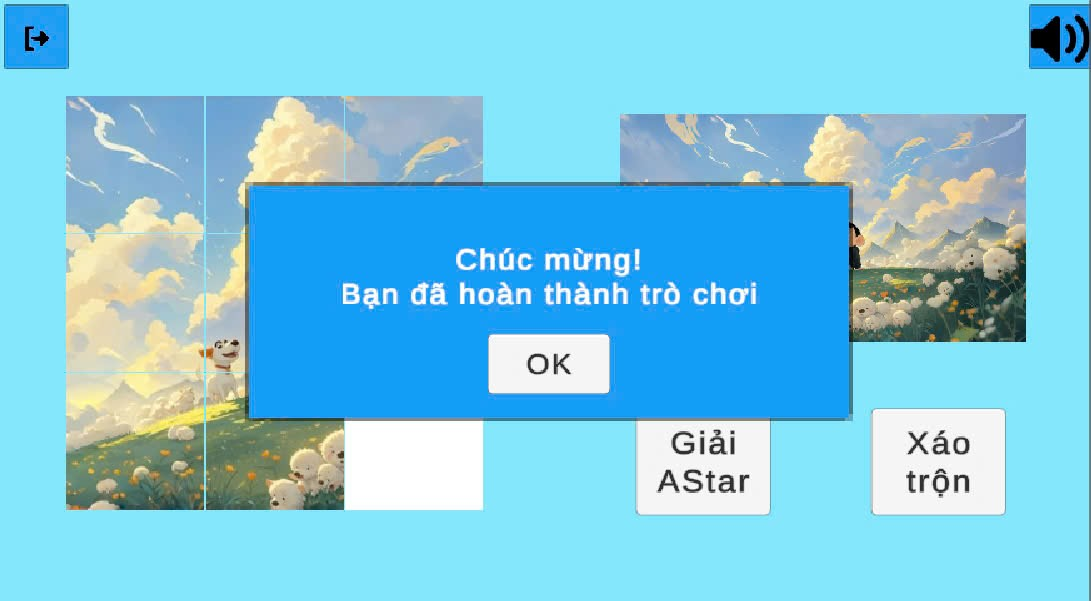 Chúc mừng!
Bạn đã hoàn thành trò chơi
OK
Giải
AStar
Xáo
trộn